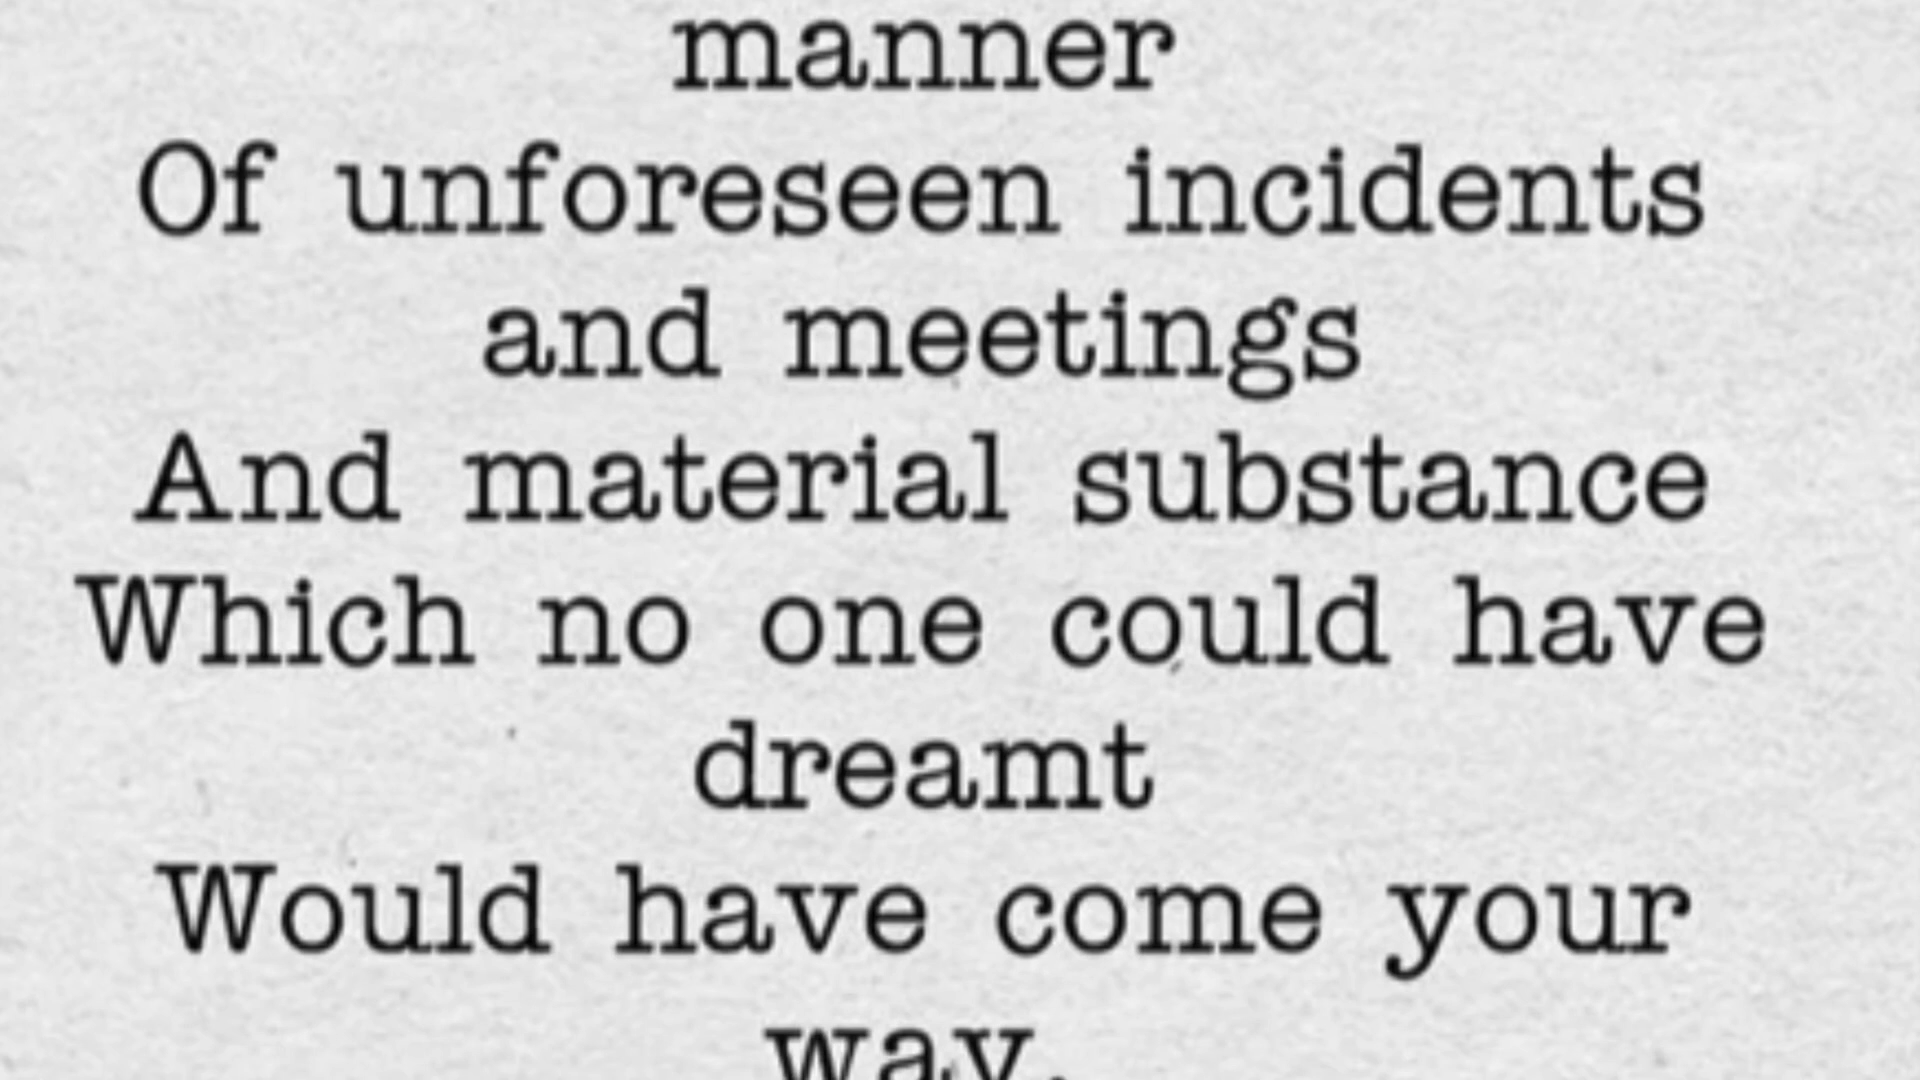 manner
Of unforeseen incidents
and meetings
And material substance
Which no one could have
dreamt
Would have come your
way.